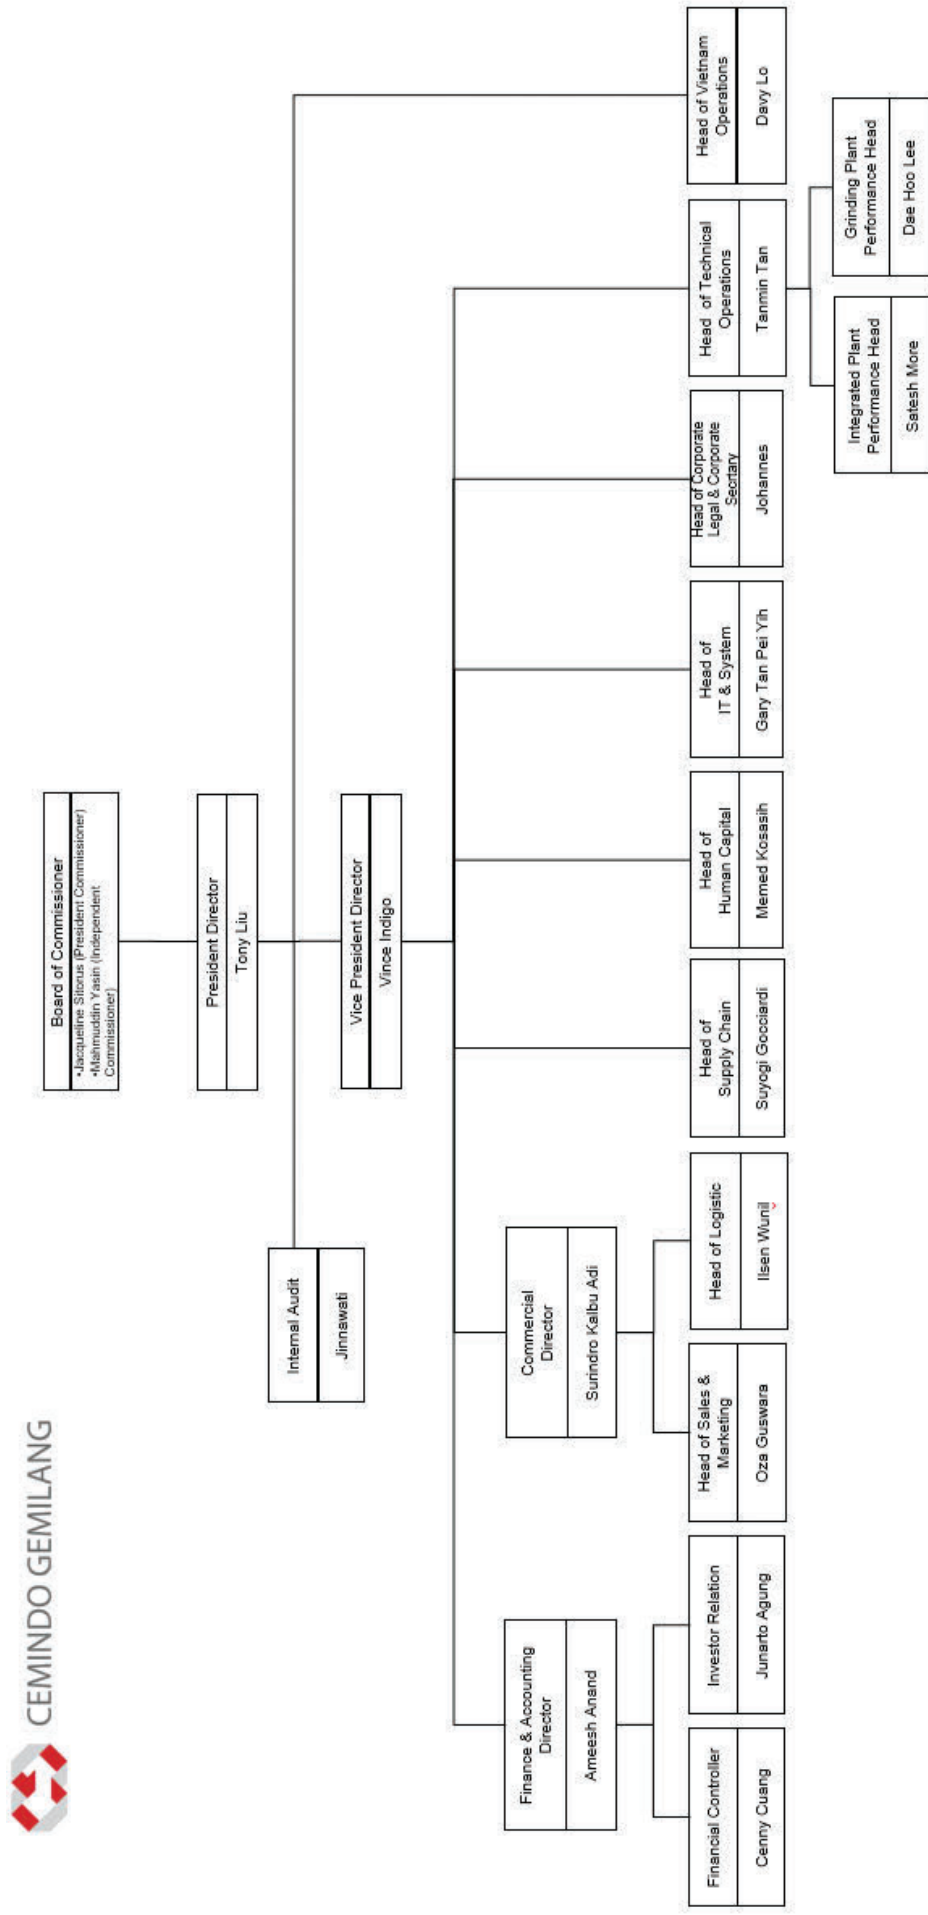 CEMINDO GEMILANG
Board of Commissioner
•Jacqueline Sitorus (President Commissioner)
•Mahmuddin Yasin (Independent
Commissioner)
President Director
Tony Liu
Internal Audit
Jinnawati
Vice President Director
Vince Indigo
Finance & Accounting
Director
Ameesh Anand
Commercial
Director
Surindro Kalbu Adi
Financial Controller
Cenny Cuang
Investor Relation
Junarto Agung
Head of Sales &
Marketing
Oza Guswara
Head of Logistic
Ilsen Wunil
Head of
Supply Chain
Suyogi Gocciardi
Head of
Human Capital
Memed Kosasih
Head of
IT & System
Gary Tan Pei Yih
Head of Corporate
Legal & Corporate
Secrtary
Johannes
Head of Technical
Operations
Tanmin Tan
Head of Vietnam
Operations
Davy Lo
Integrated Plant
Performance Head
Satesh More
Grinding Plant
Performance Head
Dae Hoo Lee